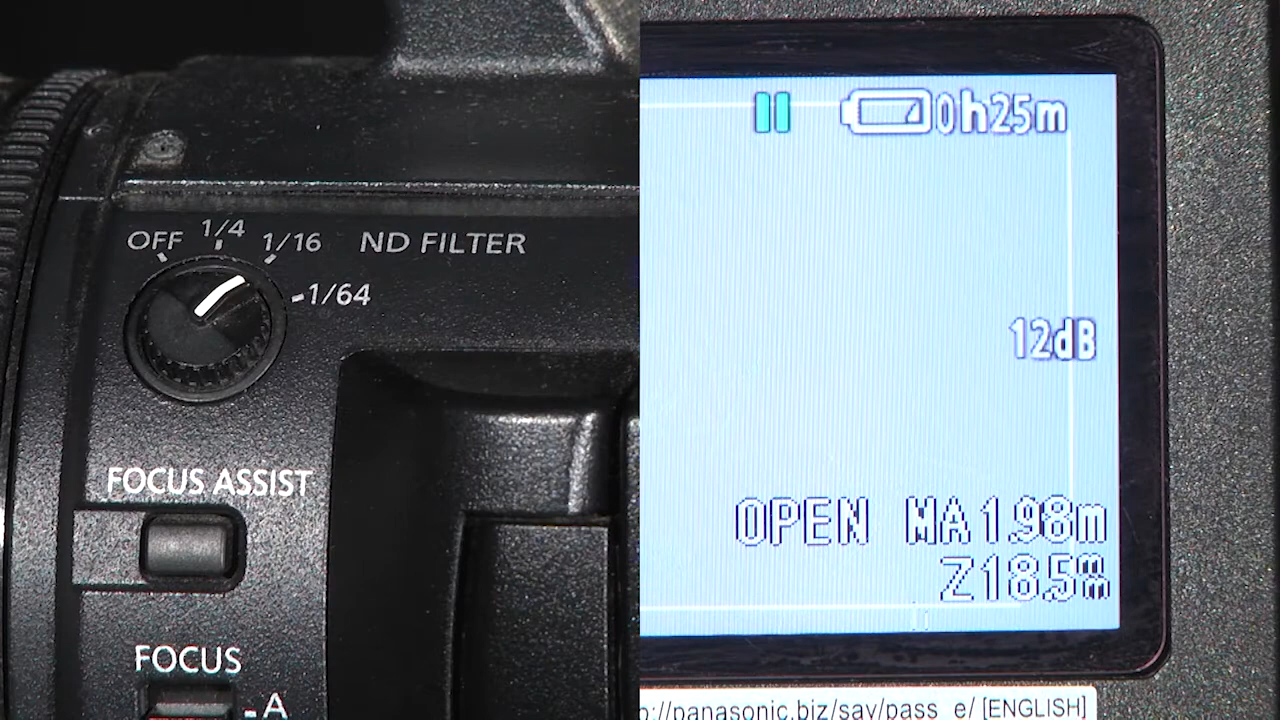 OFF 1/4 1/16 ND FILTER
1/64
FOCUS ASSIST
FOCUS
A
0h25m
12dB
OPEN MA1.98m
Z18.5mm
p://panasonic.biz/sav/pass_e/ [ENGLISH]